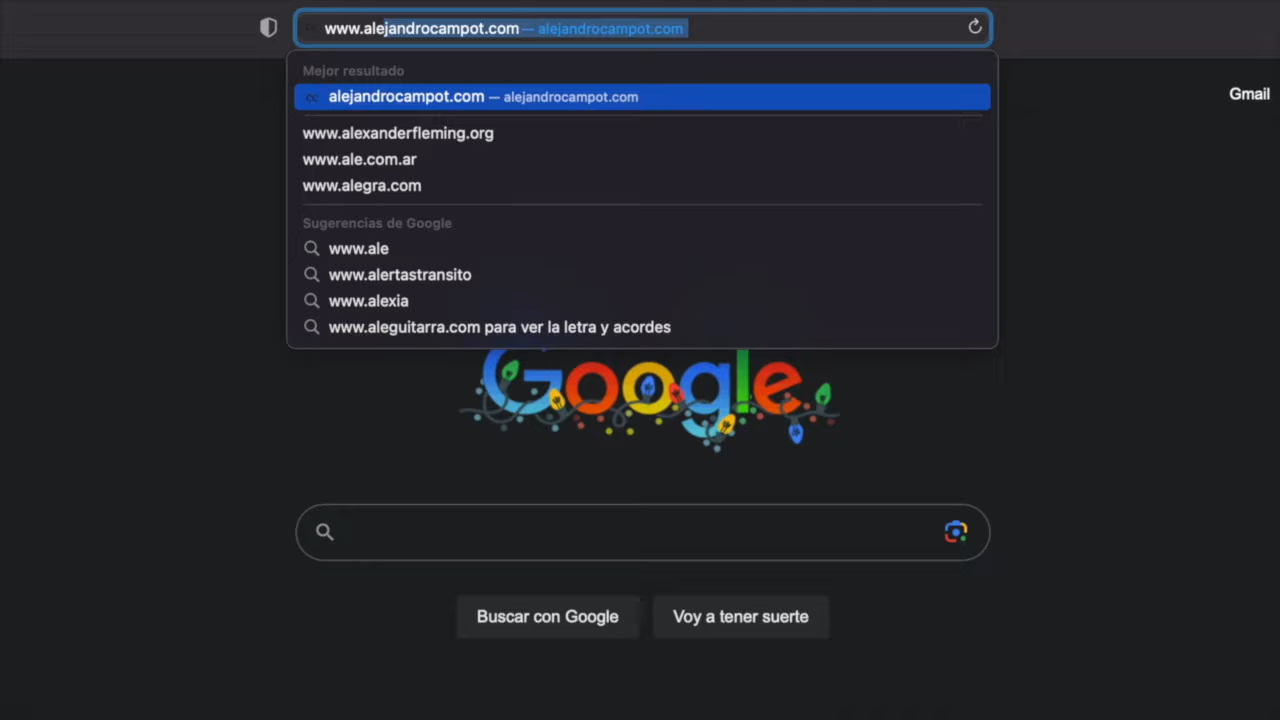 www.alejandrocampot.com — alejandrocampot.com
Mejor resultado
alejandrocampot.com — alejandrocampot.com
Gmail
www.alexanderfleming.org
www.ale.com.ar
www.alegra.com
Sugerencias de Google
www.ale
www.alertastransito
www.alexia
www.aleguitarra.com para ver la letra y acordes
Google
Buscar con Google
Voy a tener suerte